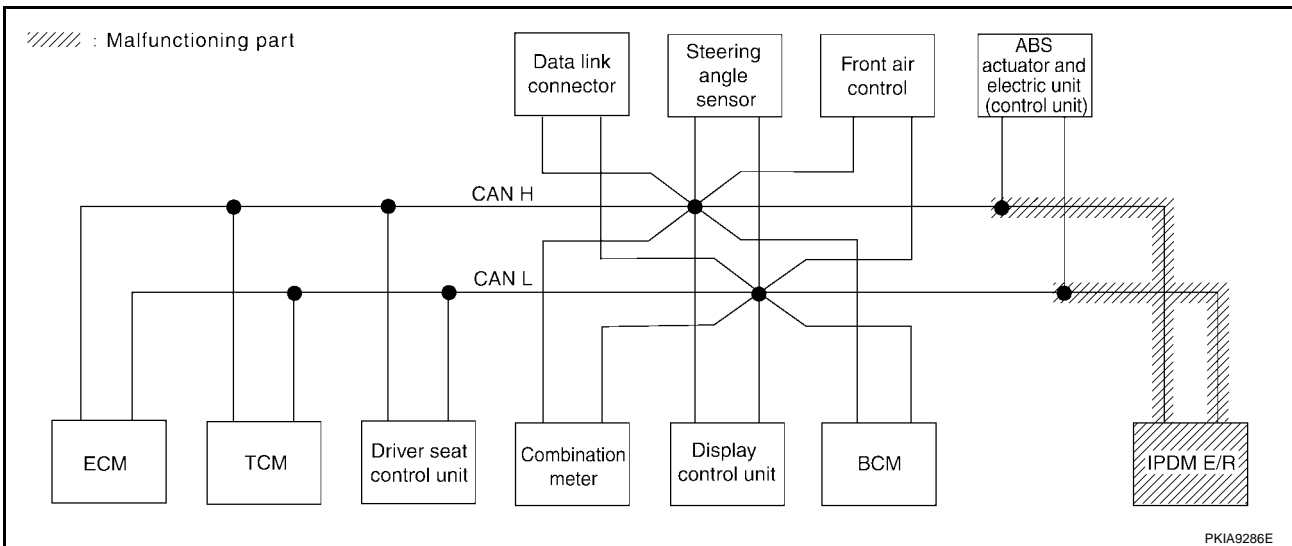 : Malfunctioning part
Data link
connector
Steering
angle
sensor
Front air
control
ABS
actuator and
electric unit
(control unit)
CAN H
CAN L
ECM
TCM
Driver seat
control unit
Combination
meter
Display
control unit
BCM
IPDM E/R
PKIA9286E